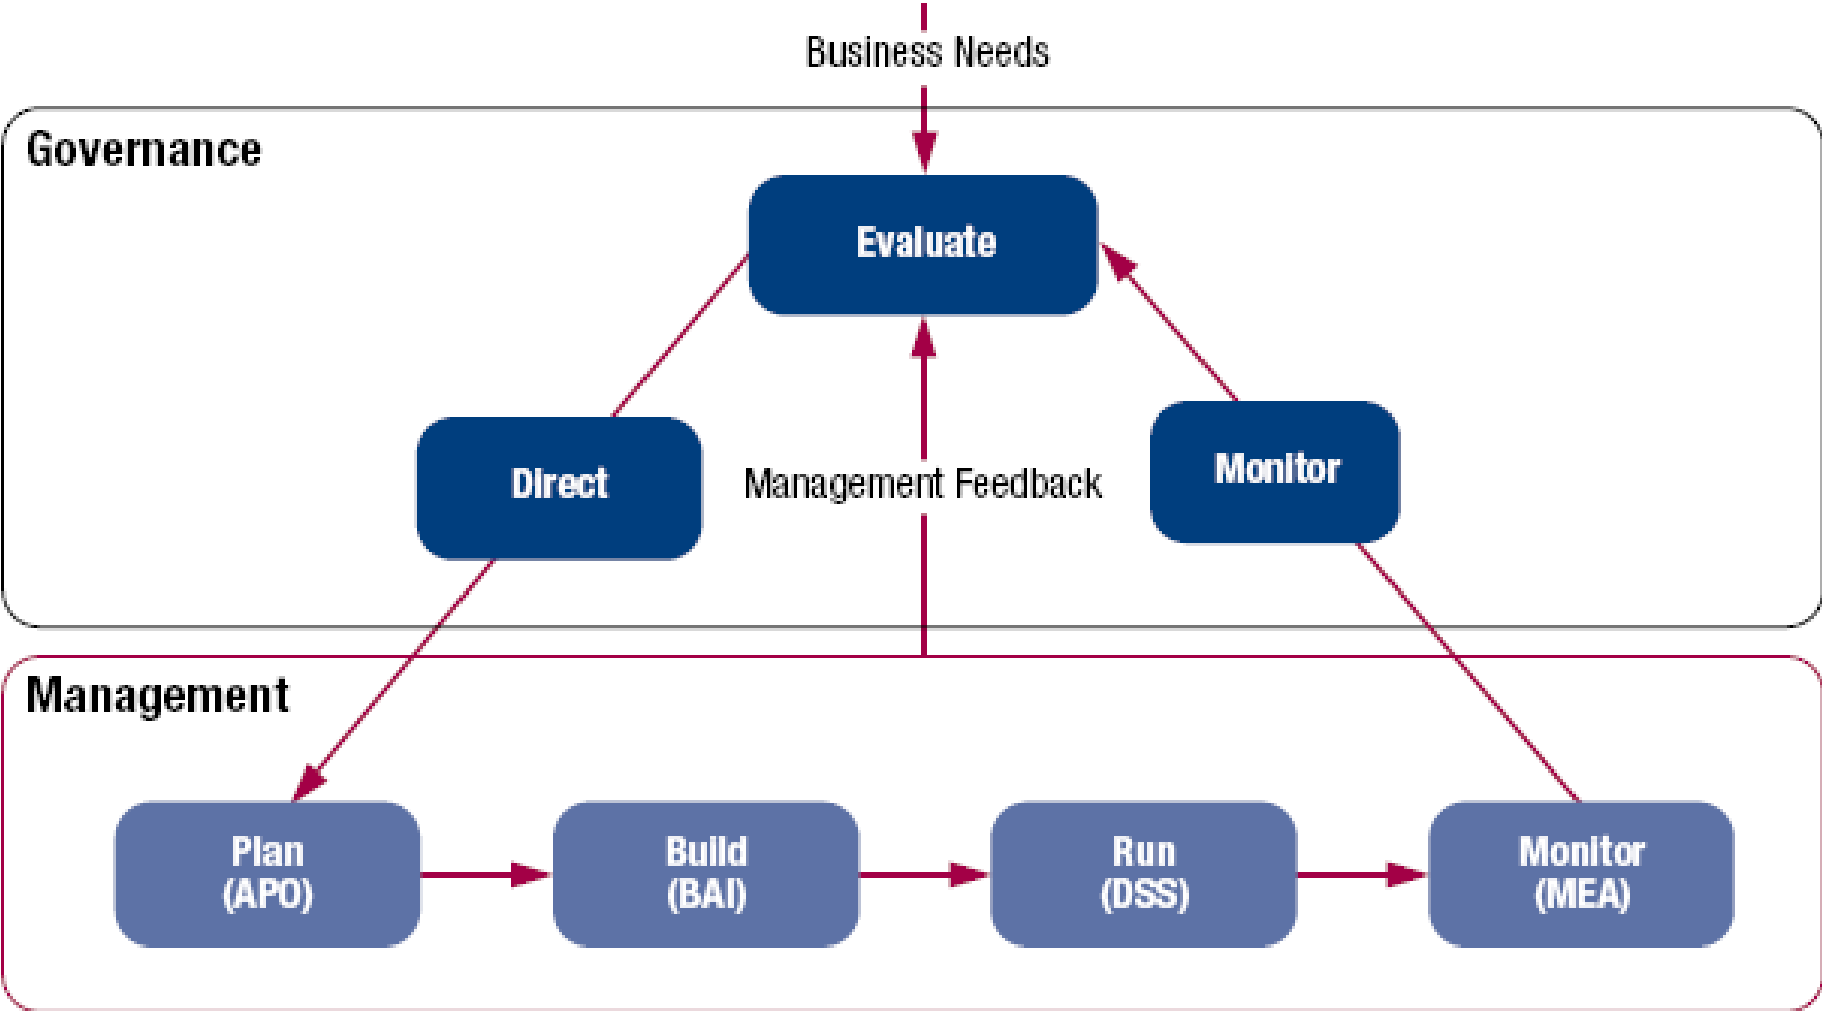 Business Needs
Governance
Evaluate
Direct
Management Feedback
Monitor
Management
Plan
(APO)
Build
(BAI)
Run
(DSS)
Monitor
(MEA)